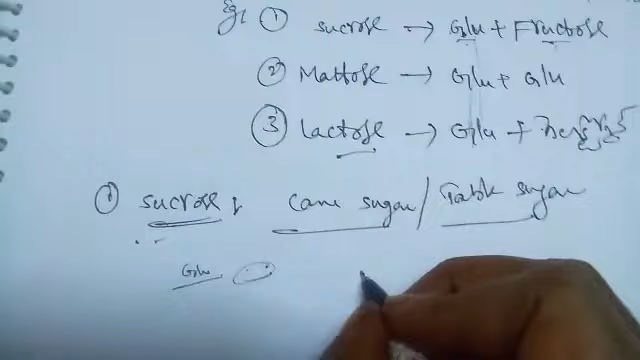 Eg: ① sucrose → Glu + Fructose
② Maltose → Glu + Glu
③ Lactose → Glu +
① sucrose: Cane sugar / Table sugar
Glu